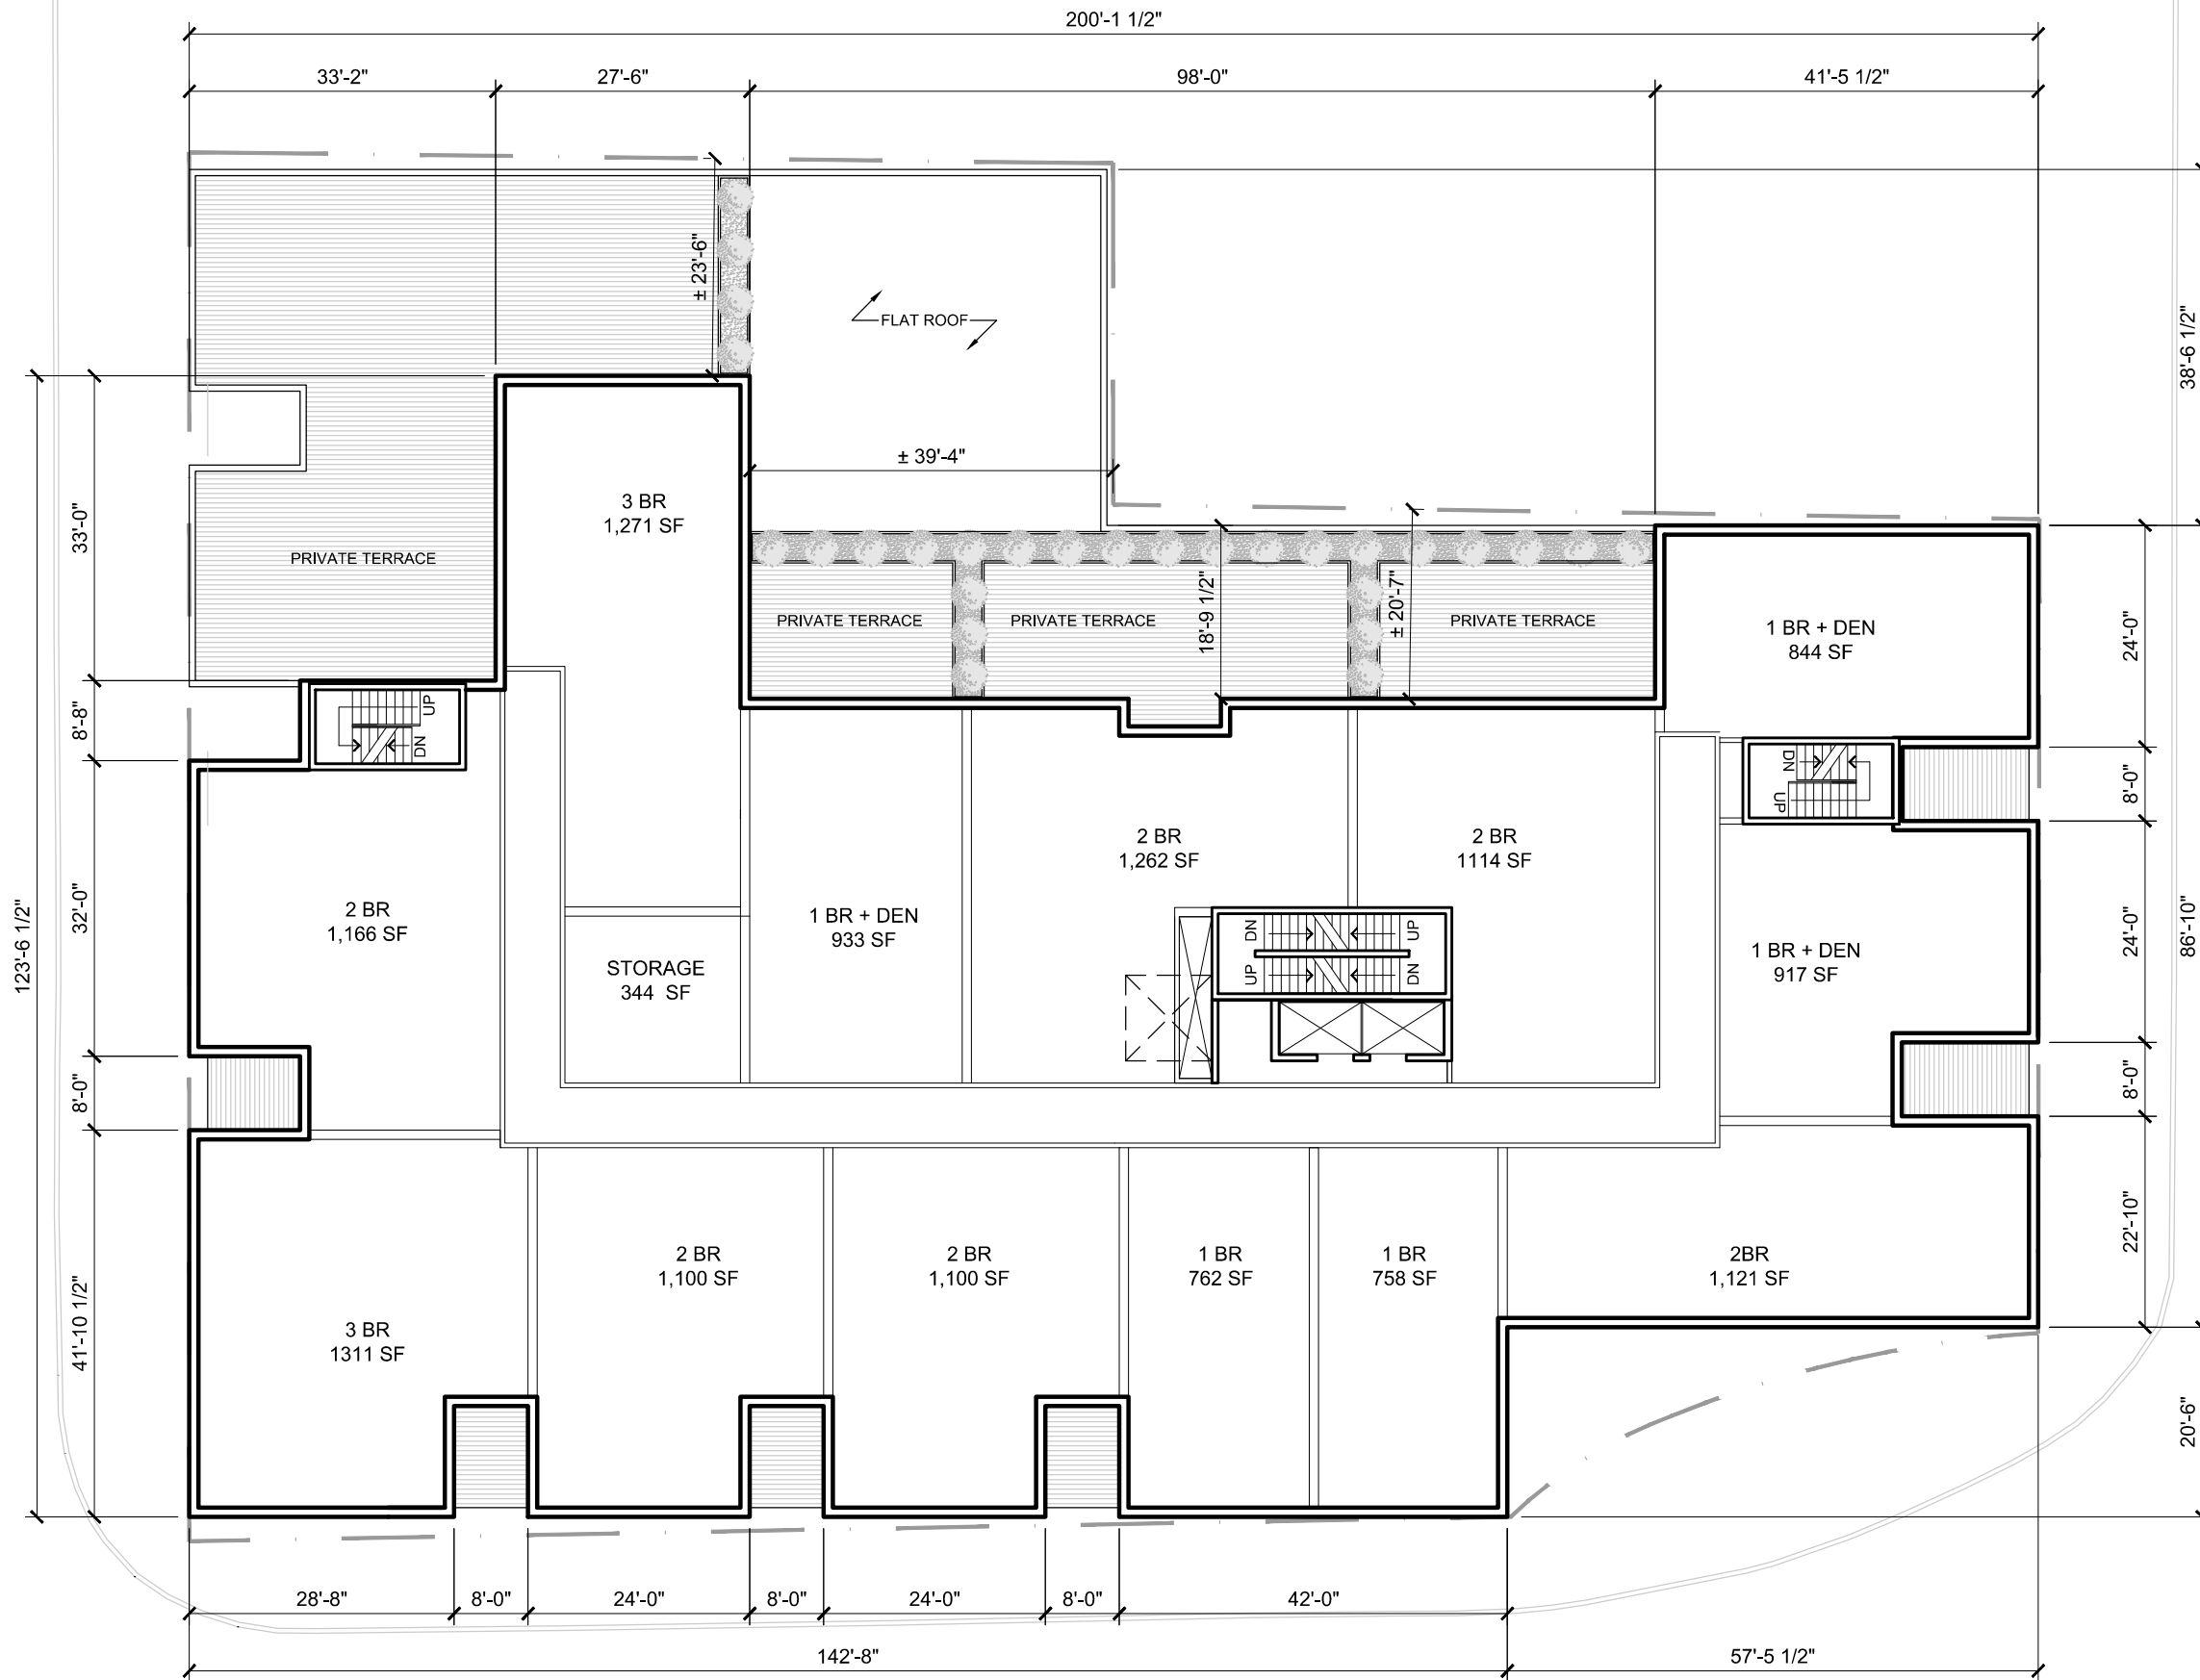 200'-1 1/2"
33'-2"
27'-6"
98'-0"
41'-5 1/2"
± 23'-6"
FLAT ROOF
38'-6 1/2"
± 39'-4"
3 BR
1,271 SF
33'-0"
PRIVATE TERRACE
18'-9 1/2"
± 20'-7"
PRIVATE TERRACE
PRIVATE TERRACE
PRIVATE TERRACE
1 BR + DEN
844 SF
24'-0"
8'-8"
UP
DN
DN
UP
8'-0"
2 BR
1,262 SF
2 BR
1114 SF
123'-6 1/2"
32'-0"
2 BR
1,166 SF
1 BR + DEN
933 SF
DN
UP
UP
DN
1 BR + DEN
917 SF
24'-0"
86'-10"
STORAGE
344 SF
8'-0"
8'-0"
22'-10"
2 BR
1,100 SF
2 BR
1,100 SF
1 BR
762 SF
1 BR
758 SF
2BR
1,121 SF
41'-10 1/2"
3 BR
1311 SF
20'-6"
28'-8"
8'-0"
24'-0"
8'-0"
24'-0"
8'-0"
42'-0"
142'-8"
57'-5 1/2"